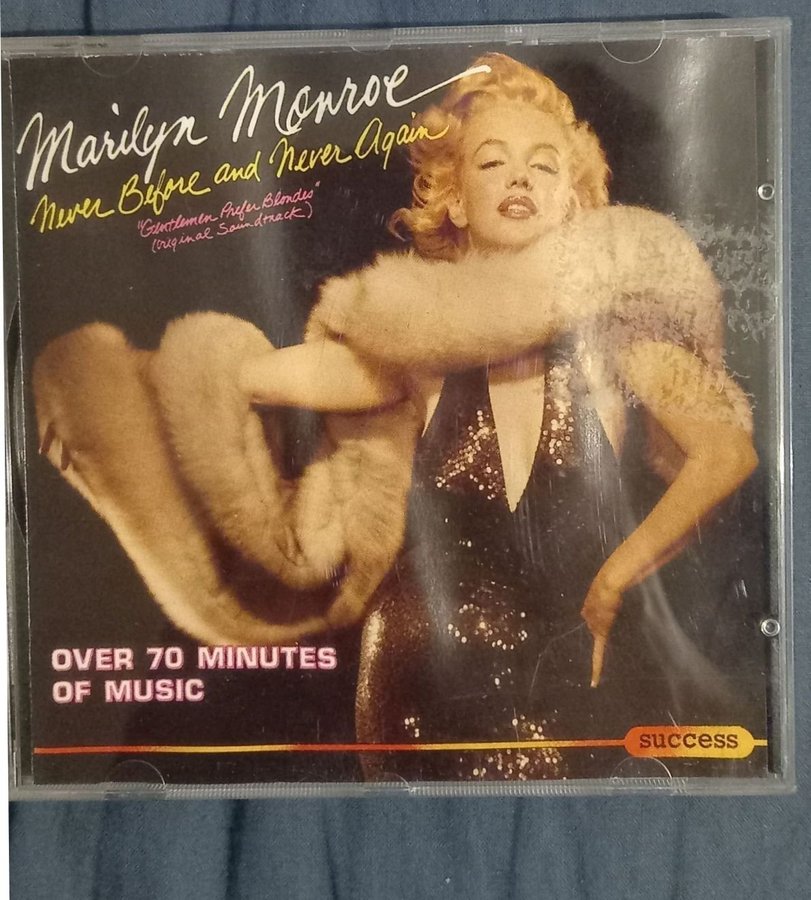 Marilyn Monroe
Never Before and Never Again
"Gentlemen Prefer Blondes"
(Original Soundtrack)
OVER 70 MINUTES
OF MUSIC
success